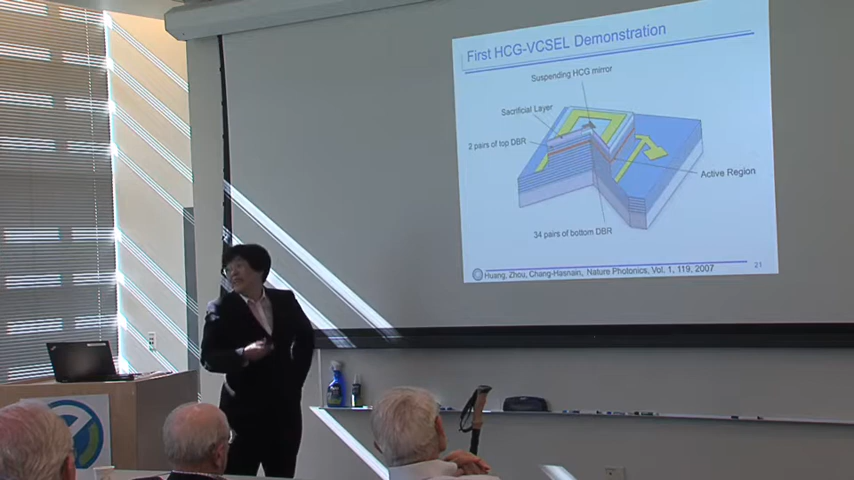 First HCG-VCSEL Demonstration
Suspending HCG mirror
Sacrificial Layer
2 pairs of top DBR
Active Region
34 pairs of bottom DBR
Huang, Zhou, Chang-Hasnain, Nature Photonics, Vol. 1, 119, 2007
21